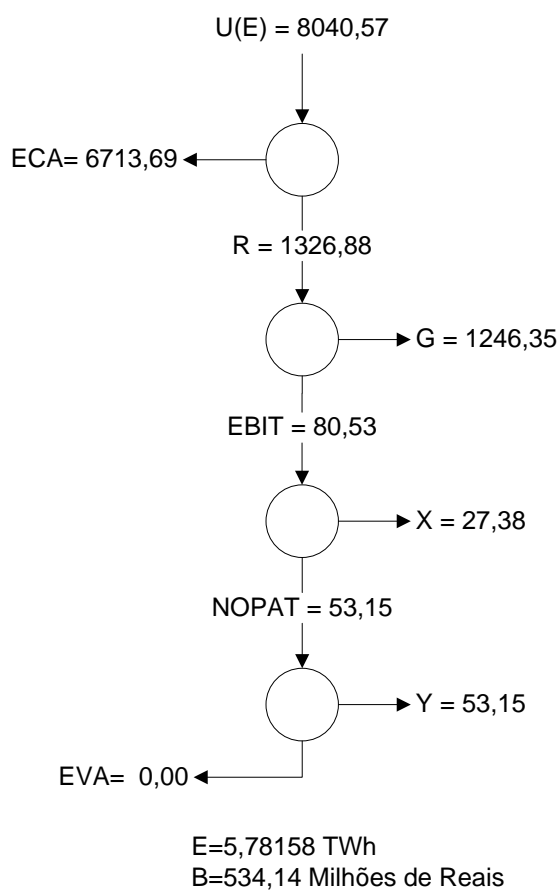 U(E) = 8040,57
ECA= 6713,69
R = 1326,88
G = 1246,35
EBIT = 80,53
X = 27,38
NOPAT = 53,15
Y = 53,15
EVA= 0,00
E=5,78158 TWh
B=534,14 Milhões de Reais